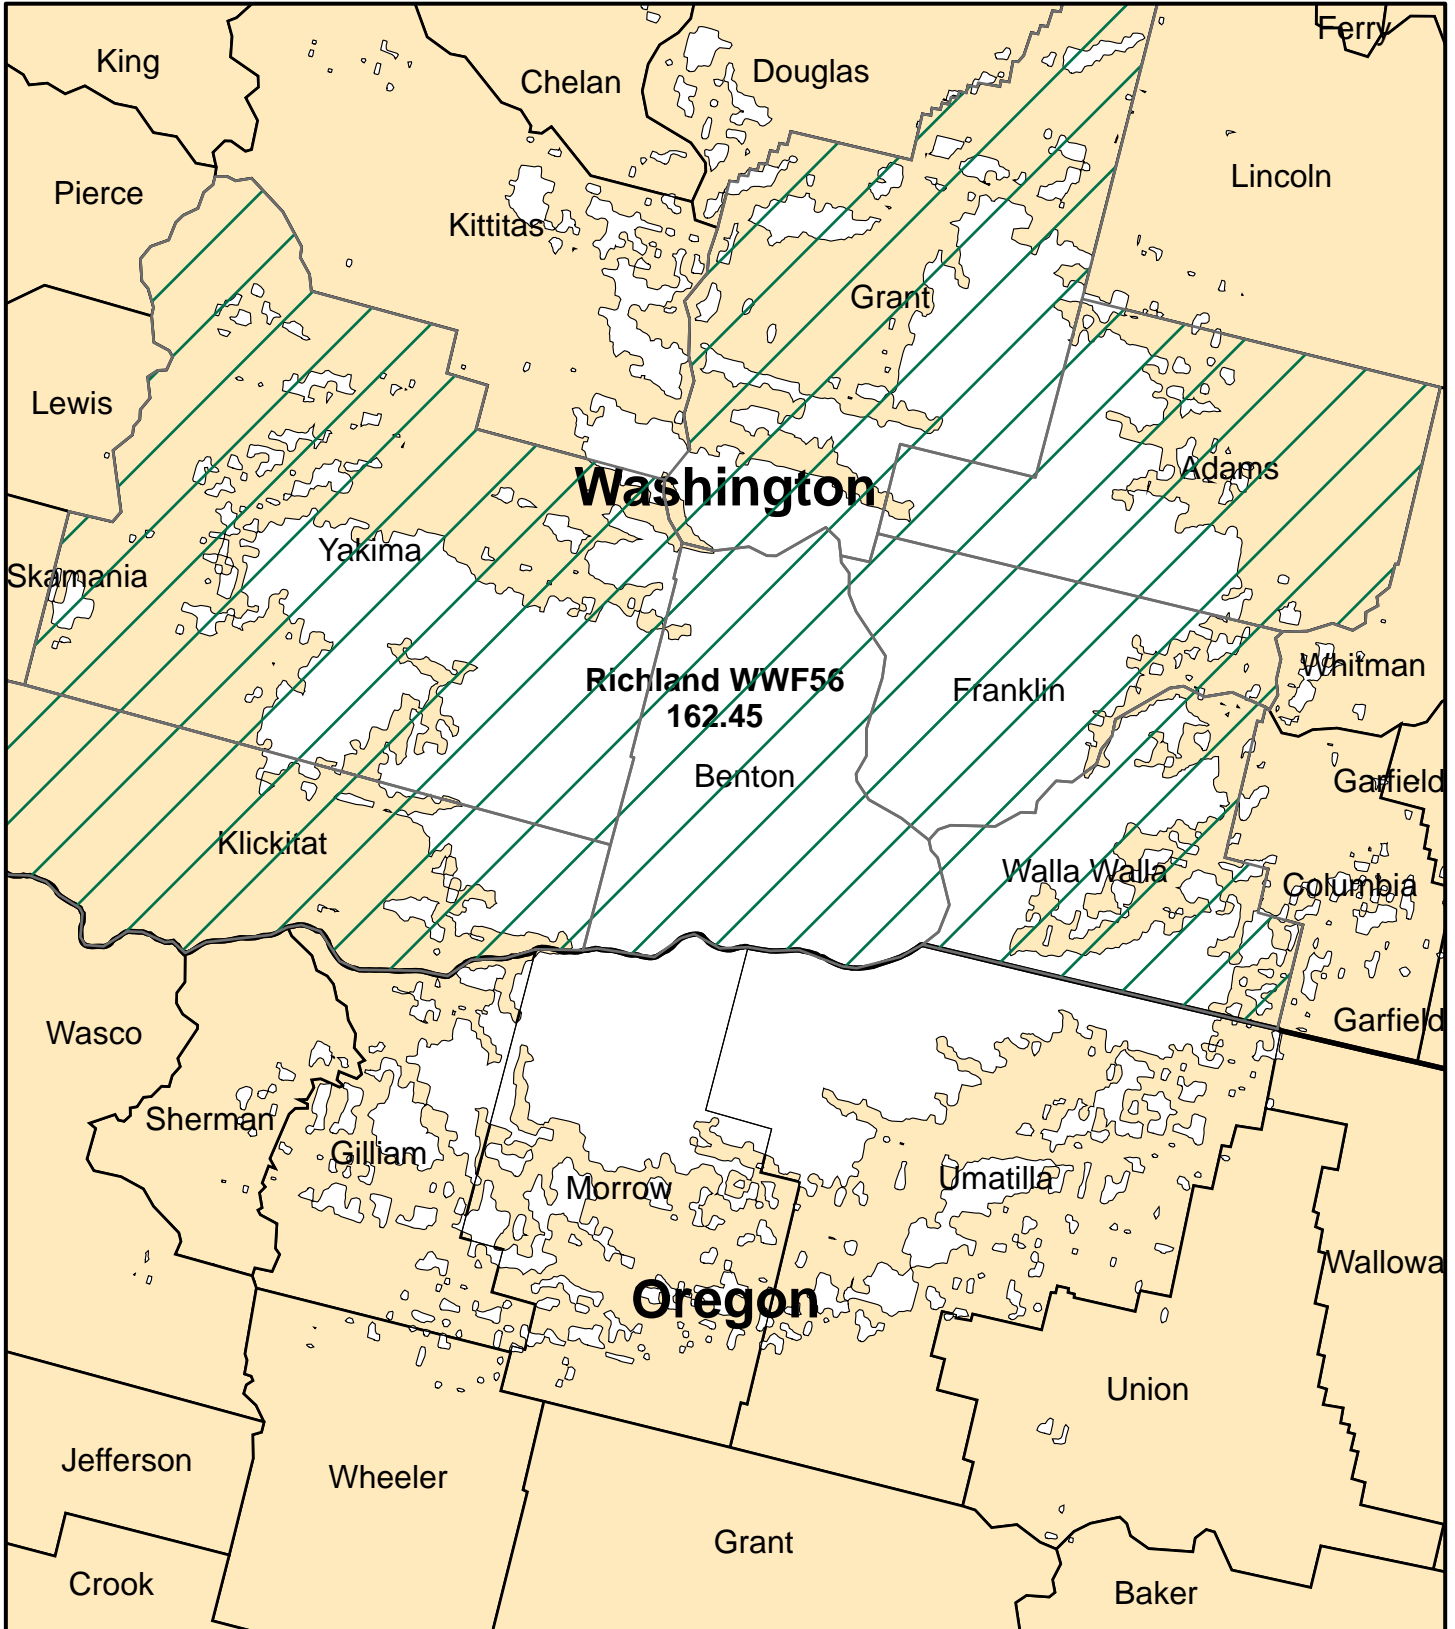 Ferry
King
Chelan
Douglas
Pierce
Lincoln
Kittitas
Grant
Lewis
Adams
Washington
Yakima
Skamania
Whitman
Richland WWF56
162.45
Franklin
Benton
Garfield
Klickitat
Walla Walla
Columbia
Garfield
Wasco
Sherman
Gilliam
Morrow
Umatilla
Wallowa
Oregon
Union
Jefferson
Wheeler
Grant
Crook
Baker